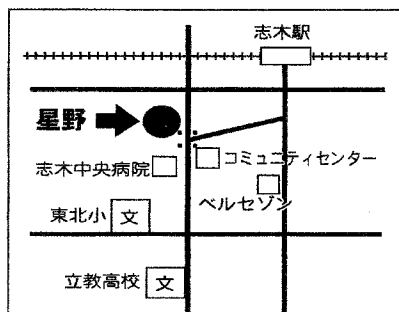 志木駅
星野
志木中央病院
コミュニティセンター
ベルセゾン
東北小
文
立教高校
文